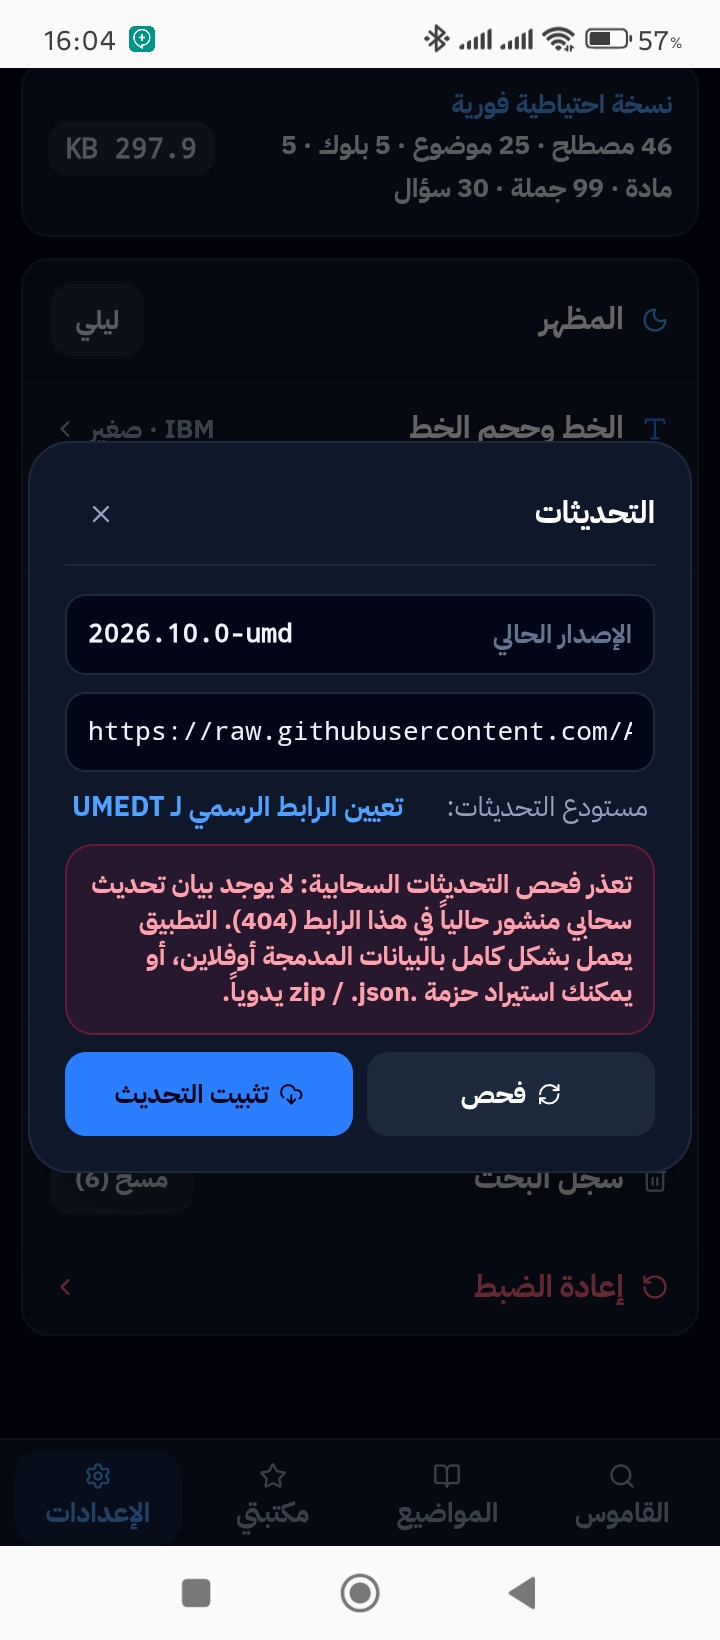 16:04
57%
نسخة احتياطية فورية
46 مصطلح · 25 موضوع · 5 بلوك · 5
مادة · 99 جملة · 30 سؤال
297.9 KB
المظهر
ليلي
الخط وحجم الخط
IBM · صغير
التحديثات
الإصدار الحالي
2026.10.0-umd
https://raw.githubusercontent.com/
مستودع التحديثات:
تعيين الرابط الرسمي لـ UMEDT
تعذر فحص التحديثات السحابية: لا يوجد بيان تحديث
سحابي منشور حالياً في هذا الرابط (404). التطبيق
يعمل بشكل كامل بالبيانات المدمجة أوفلاين، أو
يمكنك استيراد حزمة .zip / .json يدوياً.
فحص
تثبيت التحديث
سجل البحث
مسح (6)
إعادة الضبط
القاموس
المواضيع
مكتبتي
الإعدادات